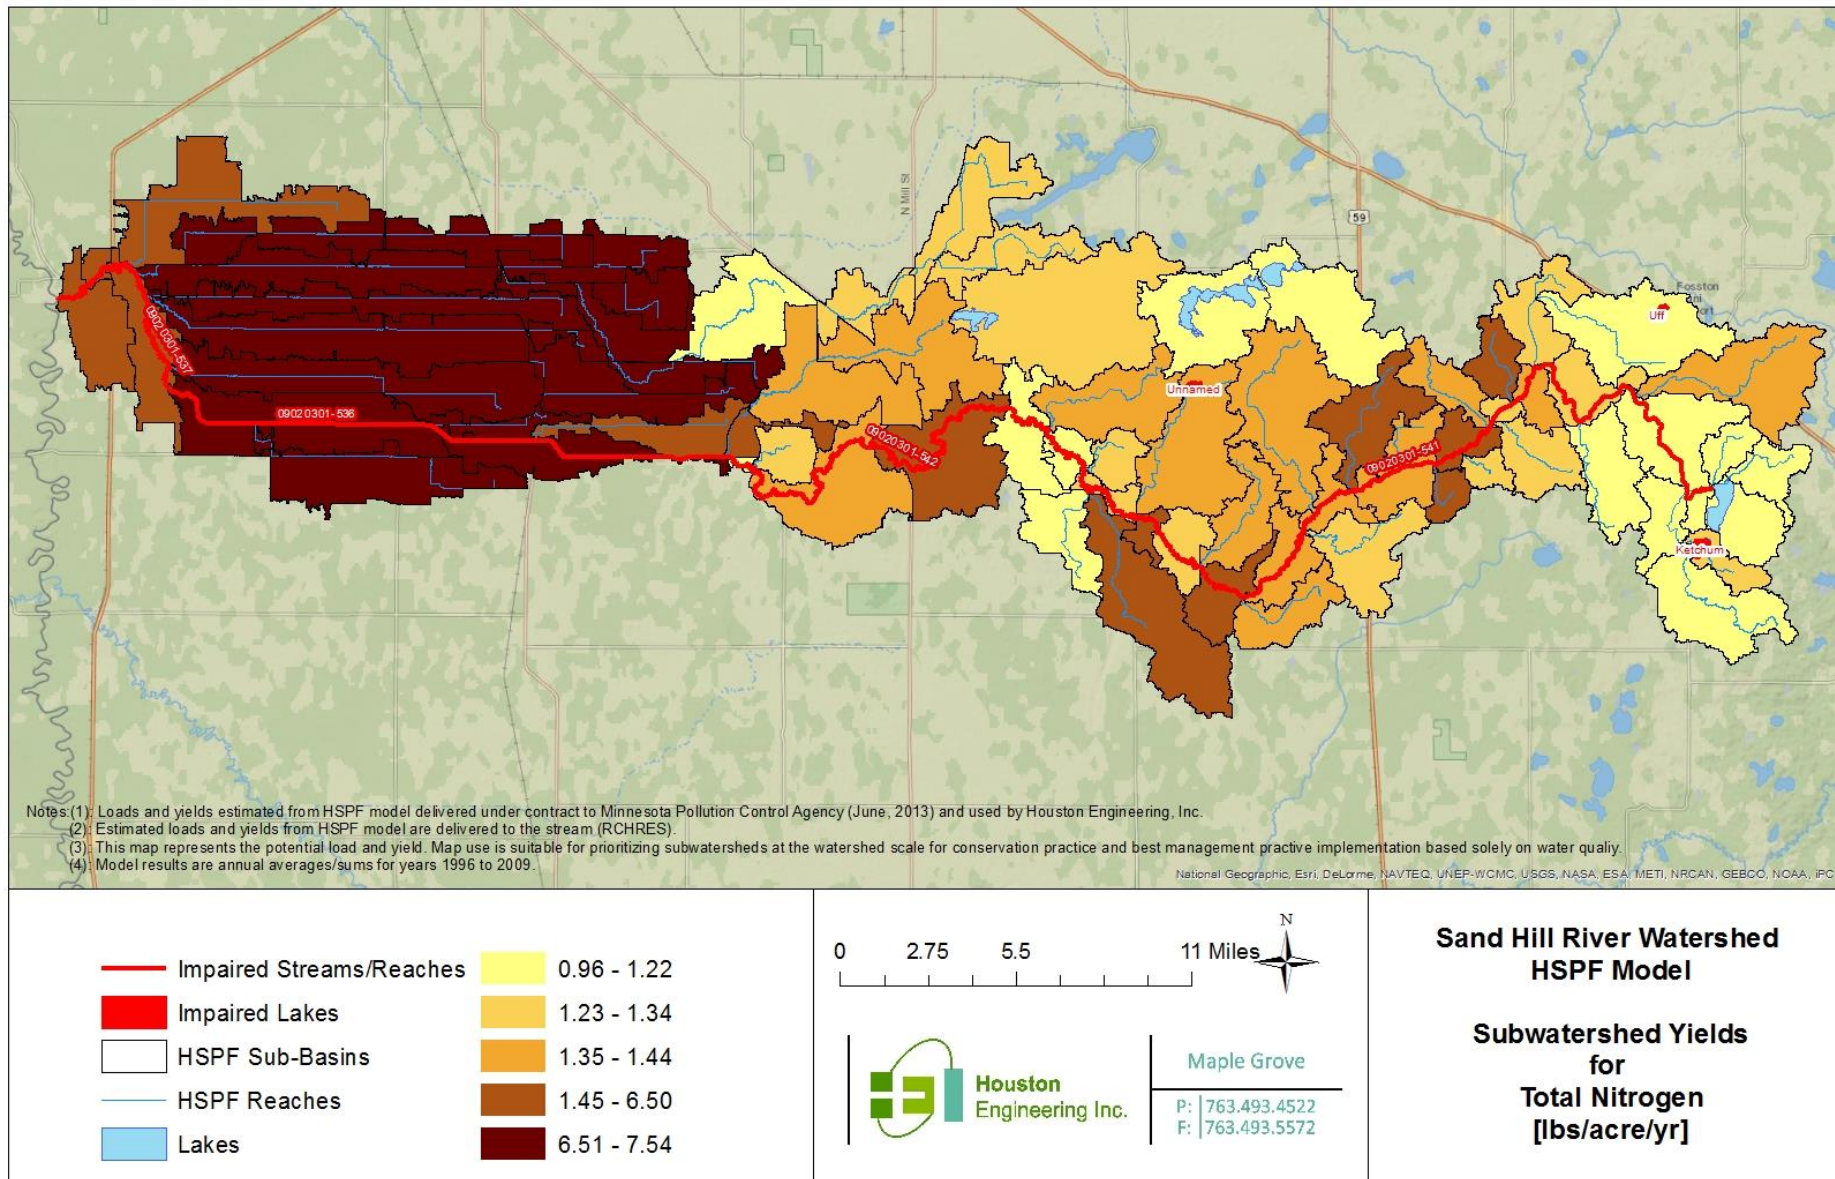 N Mill St
59
Fosston
Uff
Unnamed
09020301-537
09020301-536
09020301-542
09020301-541
Ketchum
Notes:(1): Loads and yields estimated from HSPF model delivered under contract to Minnesota Pollution Control Agency (June, 2013) and used by Houston Engineering, Inc.
(2): Estimated loads and yields from HSPF model are delivered to the stream (RCHRES).
(3): This map represents the potential load and yield. Map use is suitable for prioritizing subwatersheds at the watershed scale for conservation practice and best management practive implementation based solely on water qualiy.
(4): Model results are annual averages/sums for years 1996 to 2009.
National Geographic, Esri, DeLorme, NAVTEQ, UNEP-WCMC, USGS, NASA, ESA, METI, NRCAN, GEBCO, NOAA, iPC
Impaired Streams/Reaches
Impaired Lakes
HSPF Sub-Basins
HSPF Reaches
Lakes
0.96 - 1.22
1.23 - 1.34
1.35 - 1.44
1.45 - 6.50
6.51 - 7.54
0 2.75 5.5 11 Miles
N
Houston
Engineering Inc.
Maple Grove
P: 763.493.4522
F: 763.493.5572
Sand Hill River Watershed
HSPF Model
Subwatershed Yields
for
Total Nitrogen
[lbs/acre/yr]